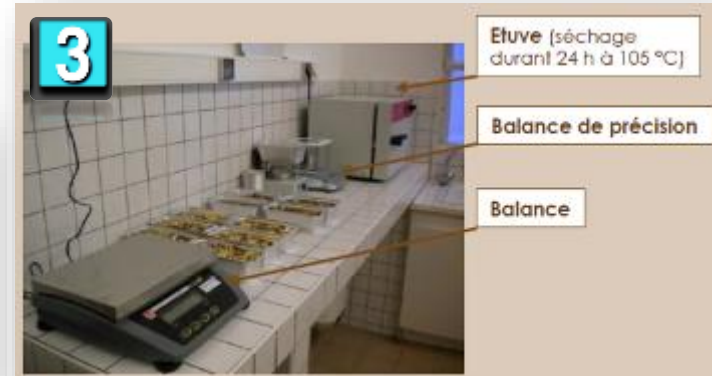 3
Etuve (séchage
durant 24 h à 105 °C)
Balance de précision
Balance